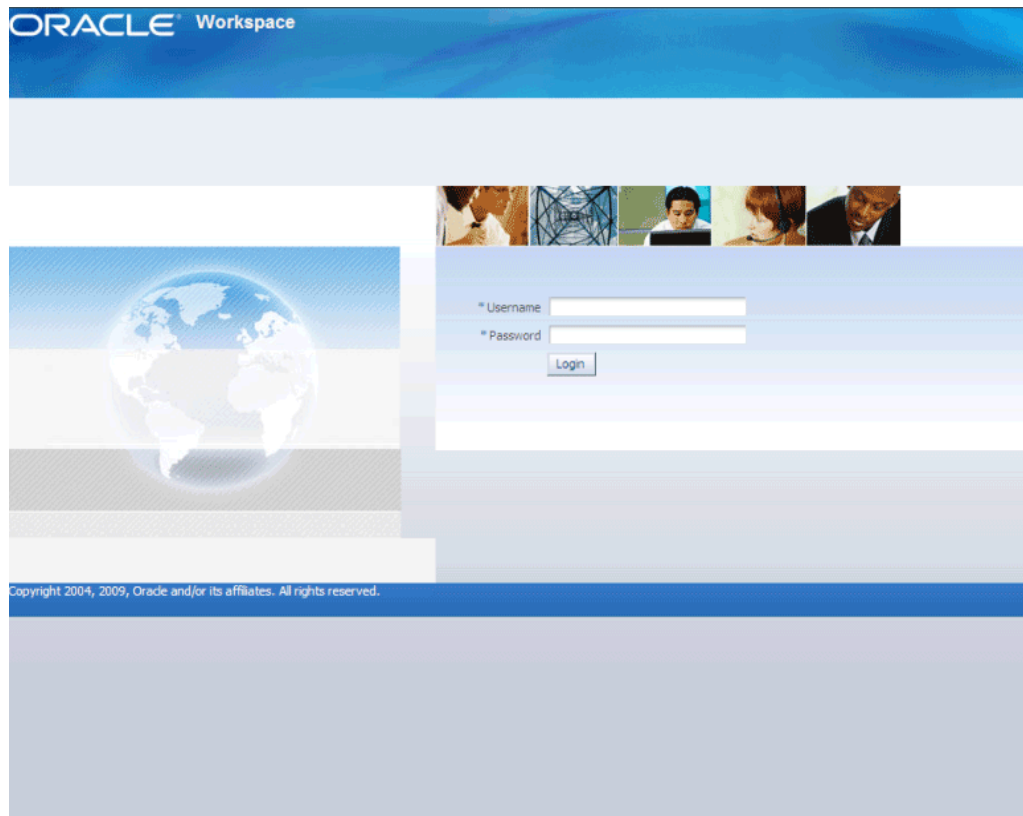 ORACLE® Workspace
* Username
* Password
Login
Copyright 2004, 2009, Oracle and/or its affiliates. All rights reserved.